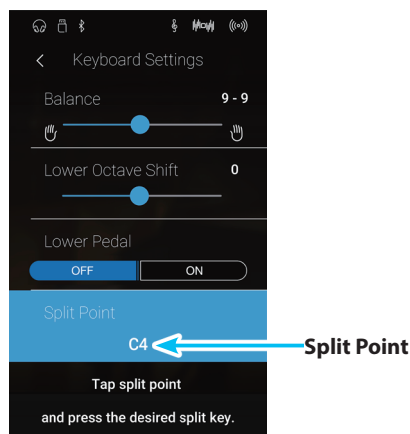 Keyboard Settings
Balance 9 - 9
Lower Octave Shift 0
Lower Pedal
OFF ON
Split Point
C4
Split Point
Tap split point
and press the desired split key.